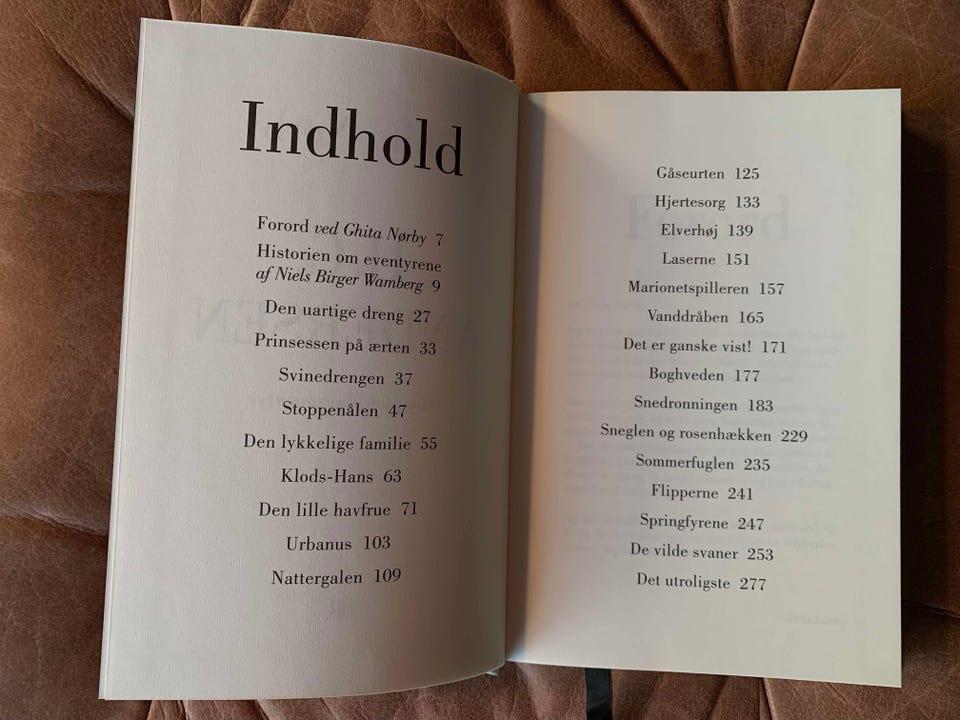 Indhold
Forord ved Ghita Nørby 7
Historien om eventyrene
af Niels Birger Wamberg 9
Den uartige dreng 27
Prinsessen på ærten 33
Svinedrengen 37
Stoppenålen 47
Den lykkelige familie 55
Klods-Hans 63
Den lille havfrue 71
Urbanus 103
Nattergalen 109
Gåseurten 125
Hjertesorg 133
Elverhøj 139
Laserne 151
Marionetspilleren 157
Vanddråben 165
Det er ganske vist! 171
Boghveden 177
Snedronningen 183
Sneglen og rosenhækken 229
Sommerfuglen 235
Flipperne 241
Springfyrene 247
De vilde svaner 253
Det utroligste 277